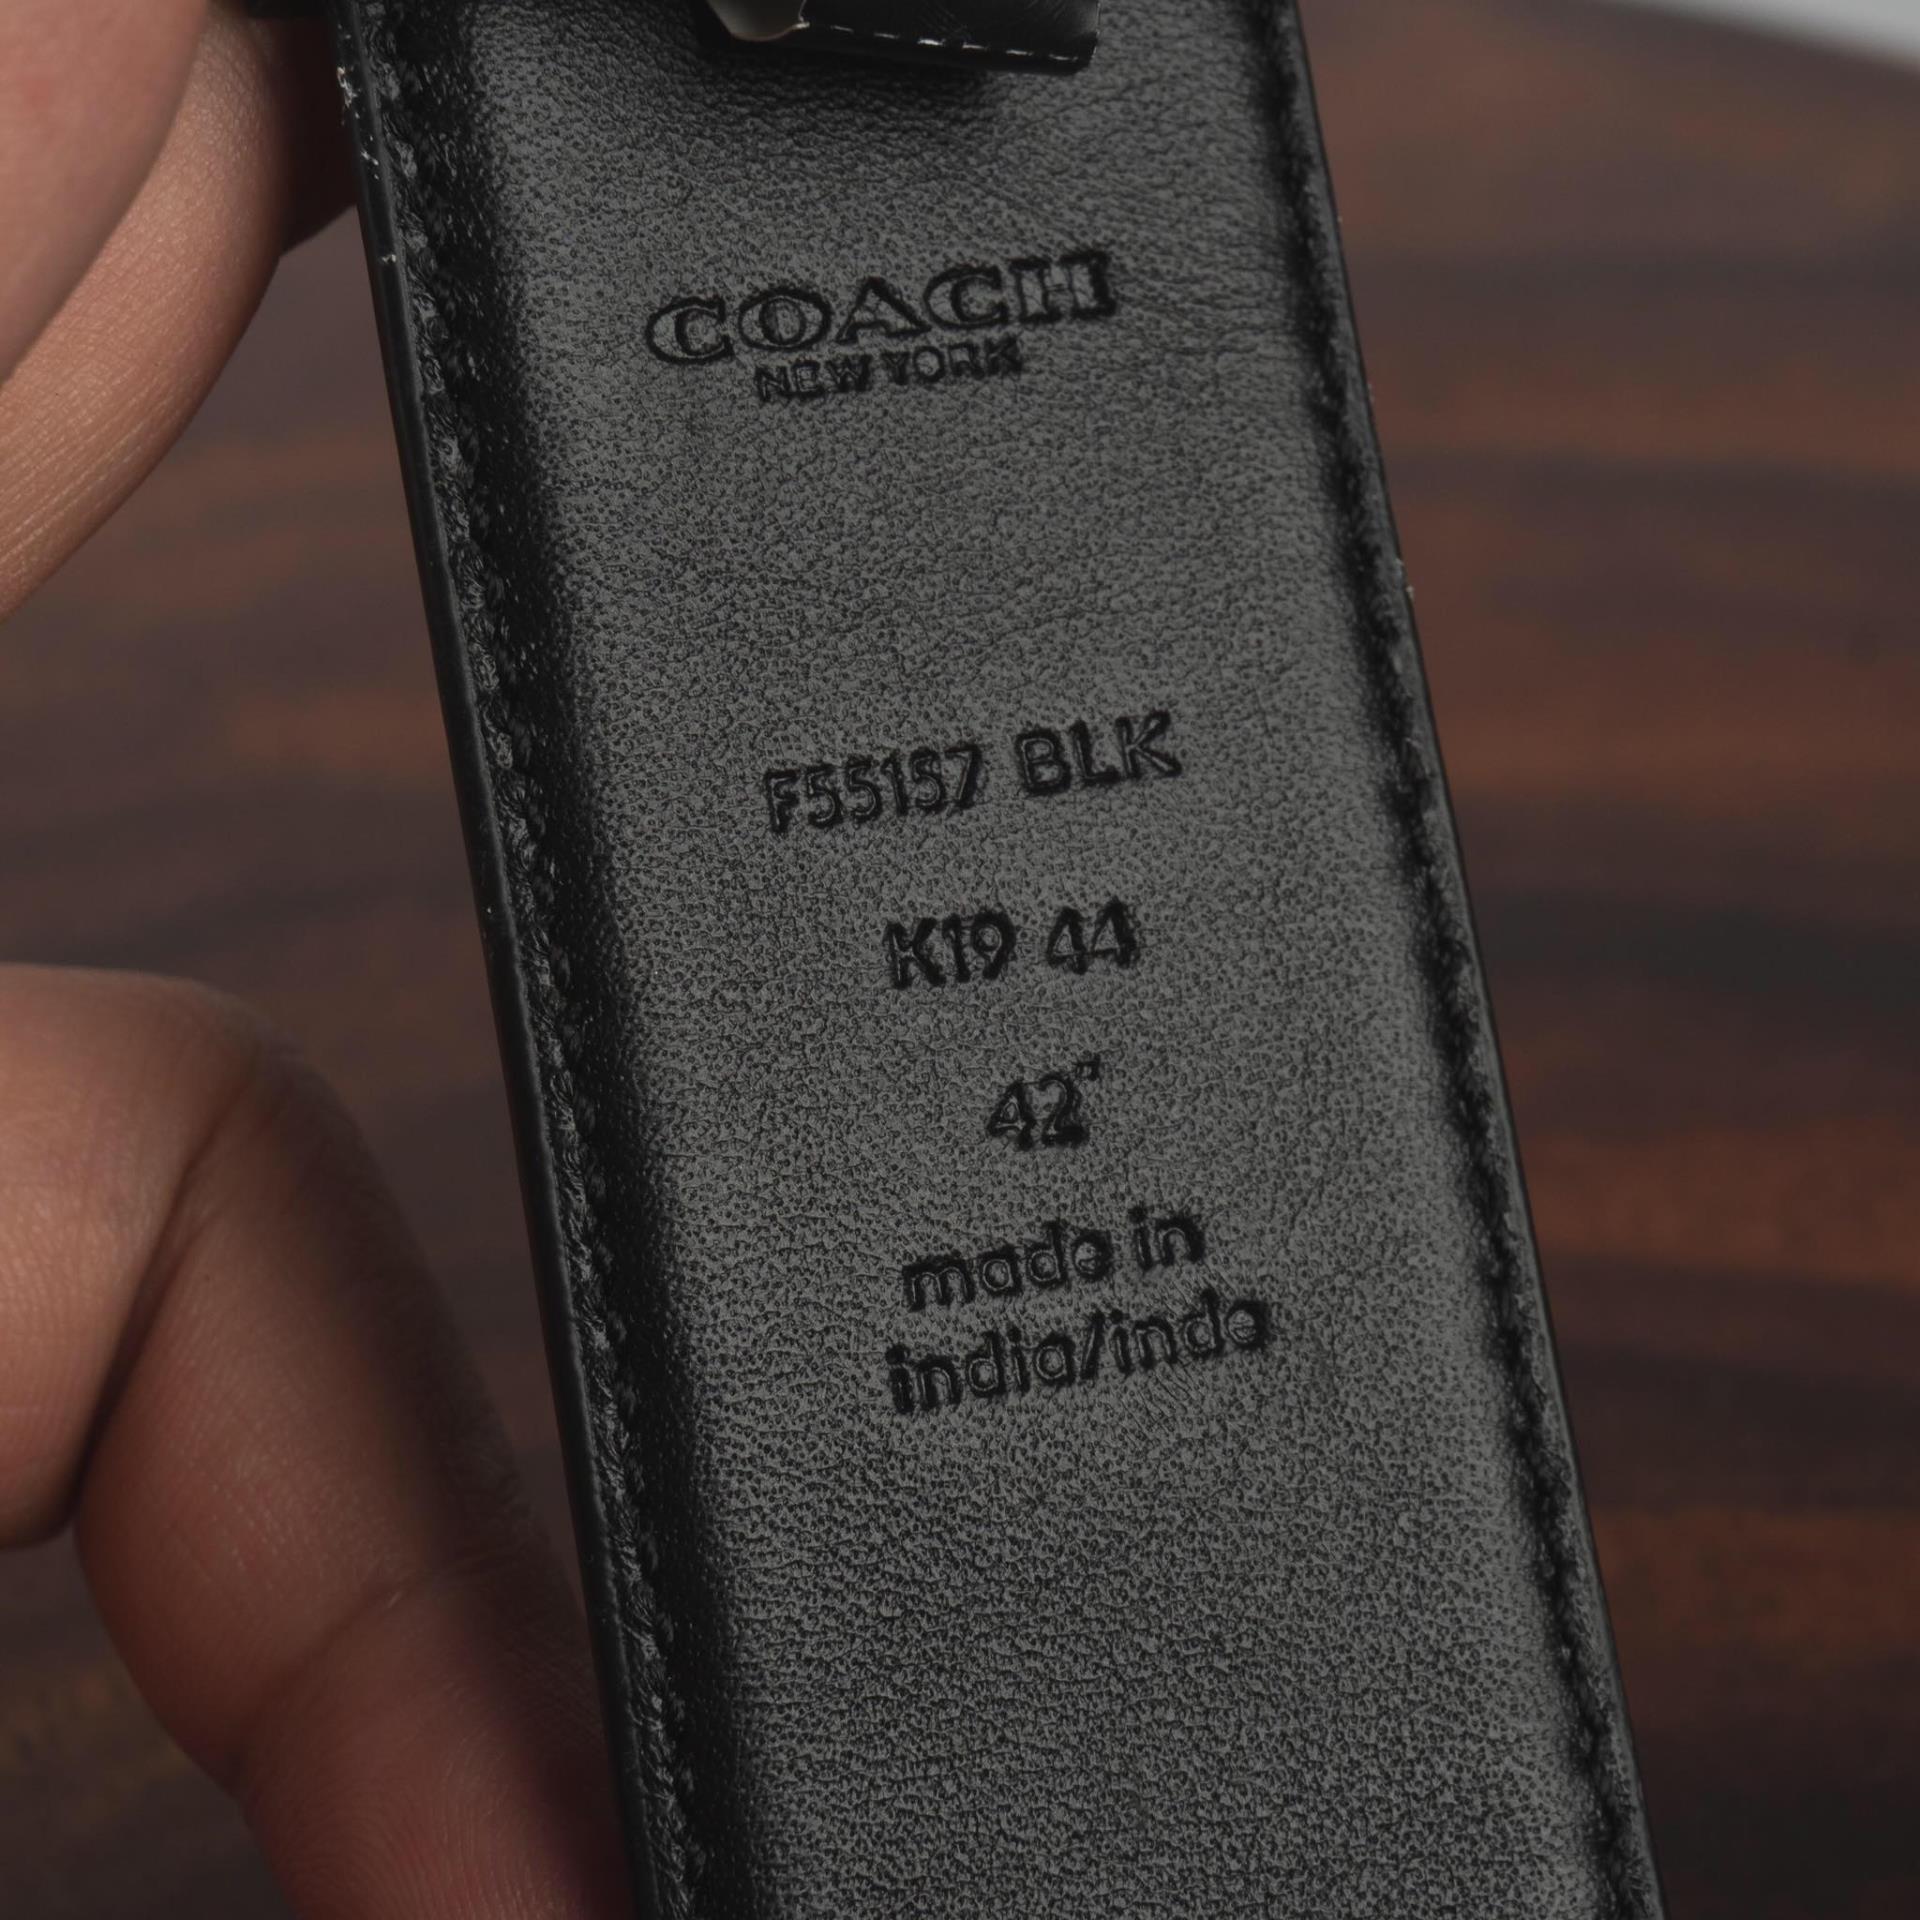 COACH
NEW YORK
F55157 BLK
K19 44
42"
made in
india/inde